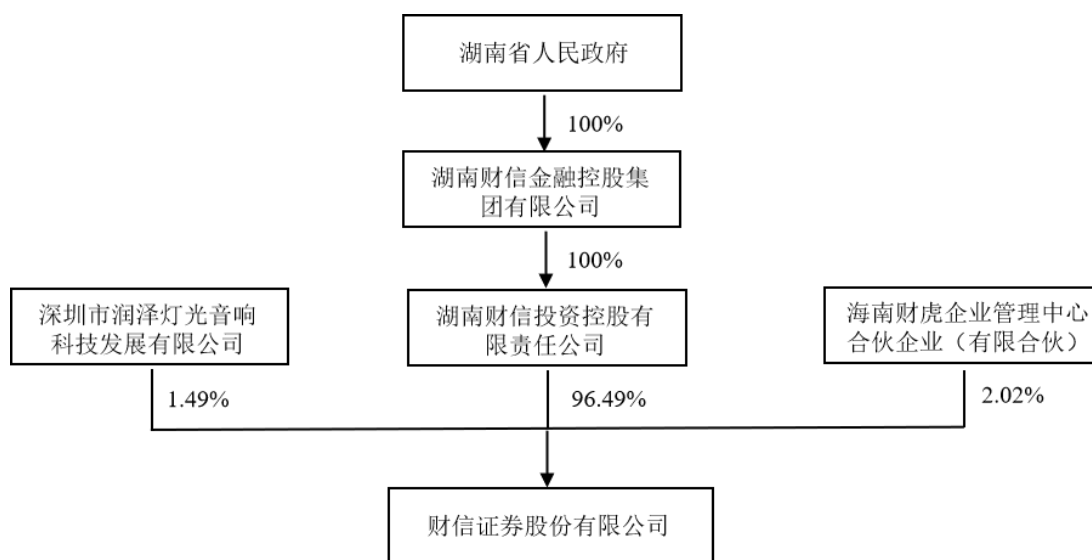 湖南省人民政府
100%
湖南财信金融控股集
团有限公司
100%
深圳市润泽灯光音响
科技发展有限公司
湖南财信投资控股有
限责任公司
海南财虎企业管理中心
合伙企业（有限合伙）
1.49%
96.49%
2.02%
财信证券股份有限公司